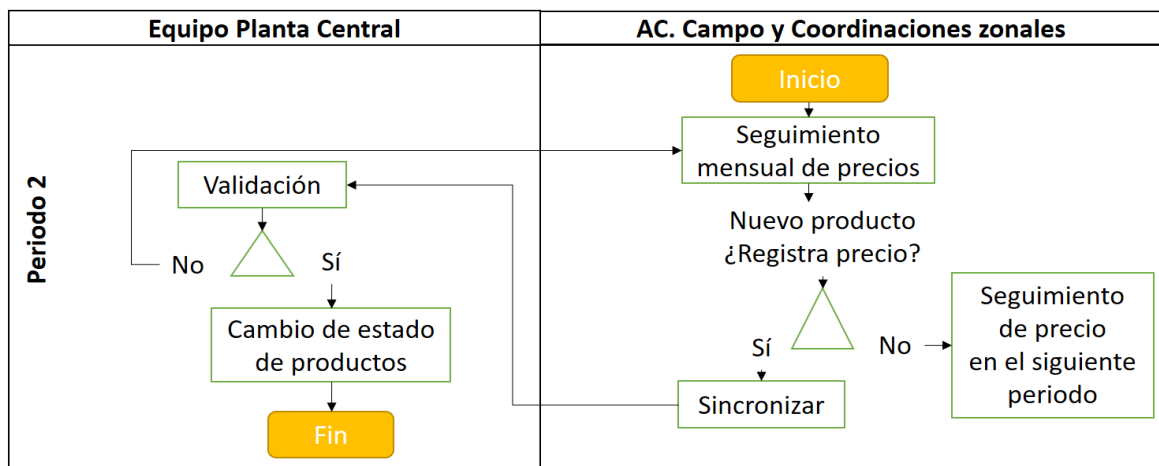 Equipo Planta Central
AC. Campo y Coordinaciones zonales
Periodo 2
Inicio
Seguimiento
mensual de precios
Validación
Nuevo producto
¿Registra precio?
No
Sí
Cambio de estado
de productos
Fin
Sí
No
Seguimiento
de precio
en el siguiente
periodo
Sincronizar